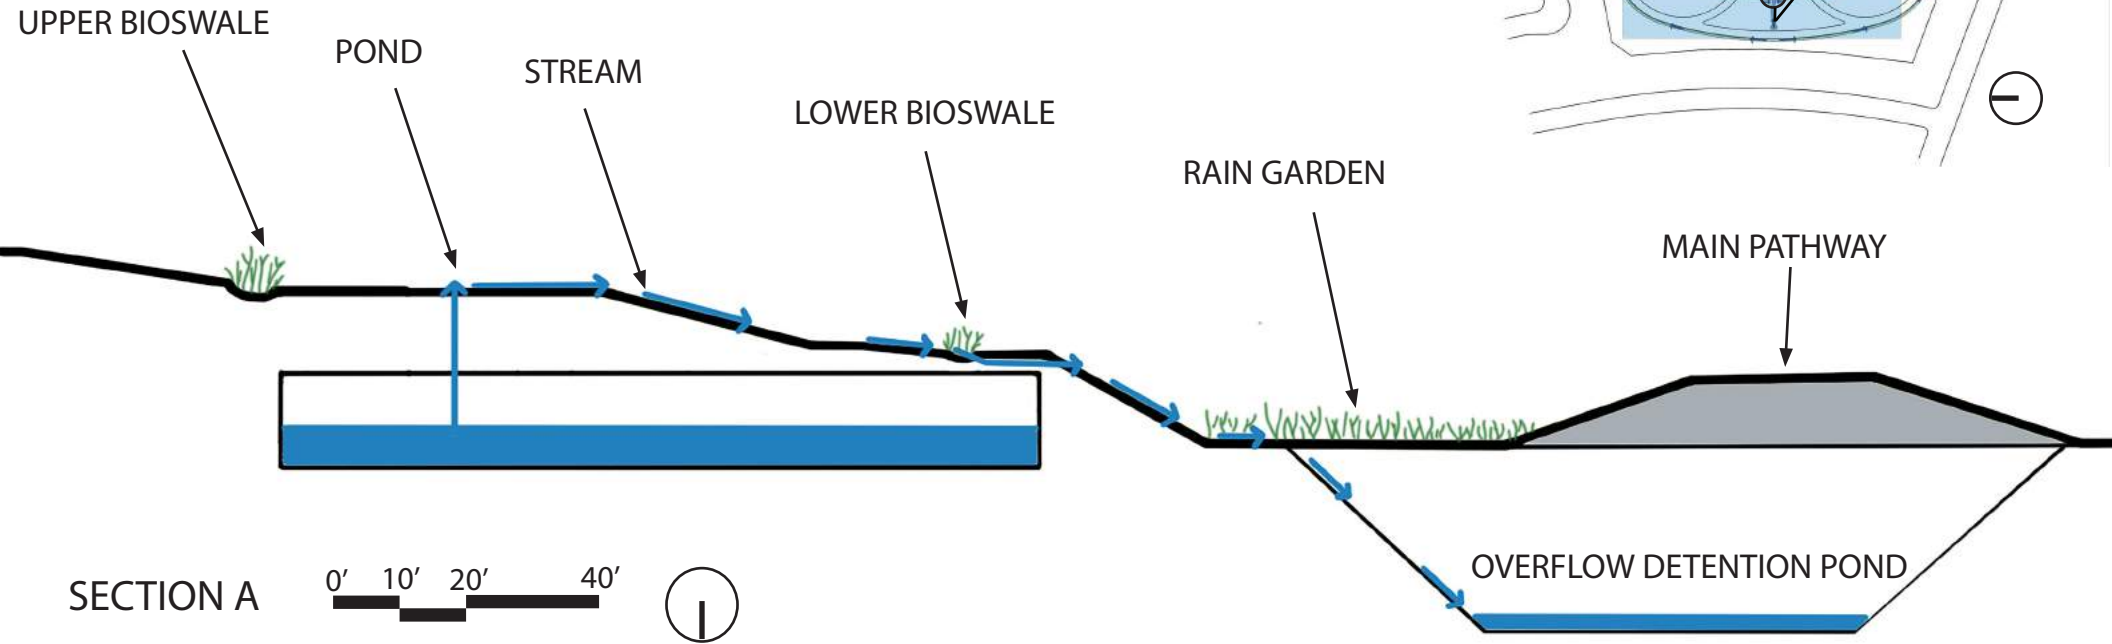 UPPER BIOSWALE
POND
STREAM
LOWER BIOSWALE
RAIN GARDEN
MAIN PATHWAY
OVERFLOW DETENTION POND
SECTION A
0’ 10’ 20’ 40’